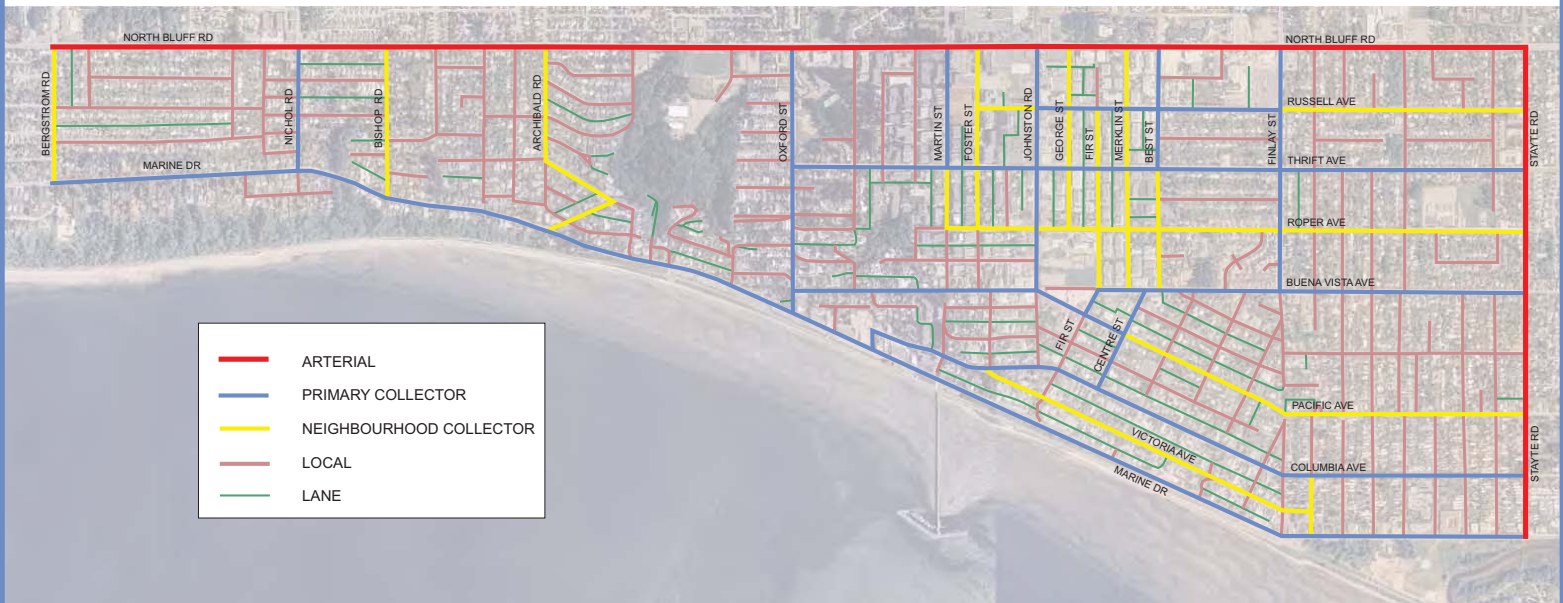 NORTH BLUFF RD
NORTH BLUFF RD
BERGSTROM RD
NICHOL RD
BISHOP RD
ARCHIBALD RD
OXFORD ST.
MARTIN ST
FOSTER ST
JOHNSTON RD
GEORGE ST
FIR ST.
MERKLIN ST
BEST ST.
FINLAY ST.
STAYTE RD
RUSSELL AVE
MARINE DR
THRIFT AVE
ROPER AVE
BUENA VISTA AVE
FIR ST
CENTRE ST
PACIFIC AVE
VICTORIA AVE
STAYTE RD
COLUMBIA AVE
MARINE DR
ARTERIAL
PRIMARY COLLECTOR
NEIGHBOURHOOD COLLECTOR
LOCAL
LANE